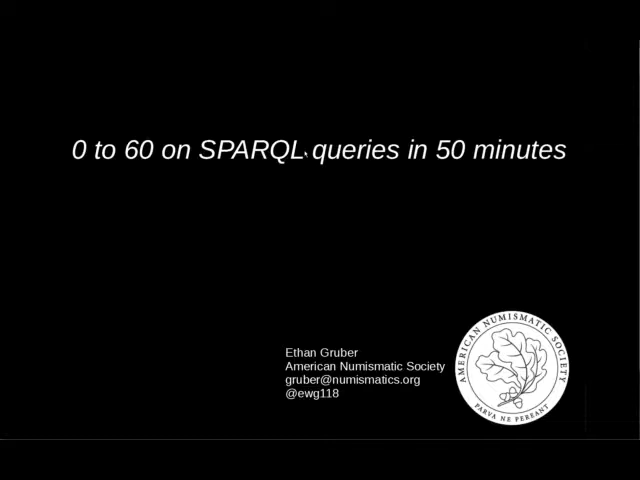 0 to 60 on SPARQL queries in 50 minutes
Ethan Gruber
American Numismatic Society
gruber@numismatics.org
@ewg118
AMERICAN NUMISMATIC SOCIETY
PARVA NE PEREANT